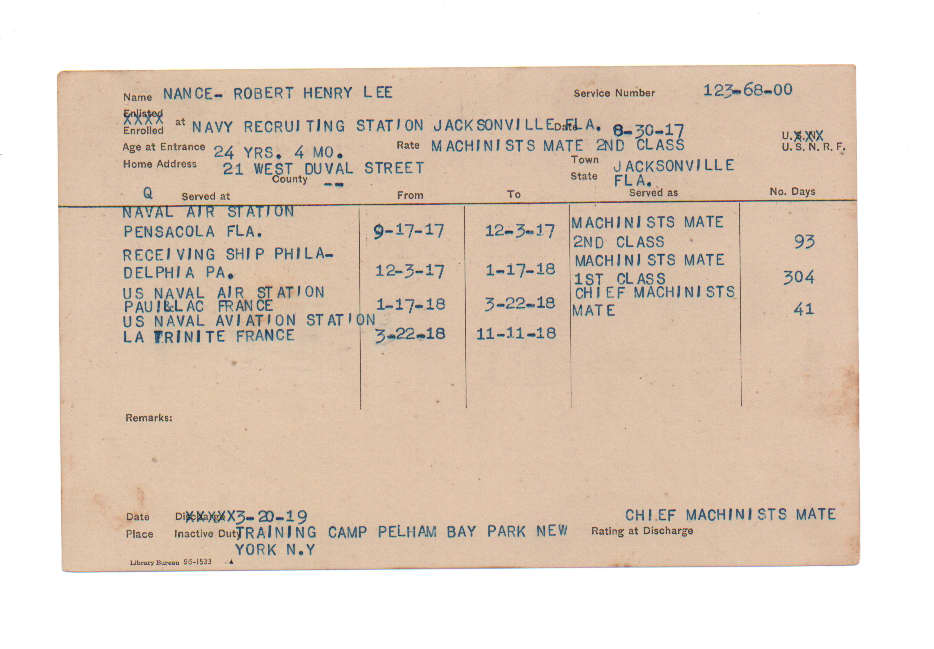 Name NANCE- ROBERT HENRY LEE Service Number 123-68-00
Enlisted XXXX
Enrolled at NAVY RECRUITING STATION JACKSONVILLE FLA. Date 8-30-17 U.S.N. XXXX
Age at Entrance 24 YRS. 4 MO. Rate MACHINISTS MATE 2ND CLASS U.S.N.R.F.
Home Address 21 WEST DUVAL STREET Town JACKSONVILLE
County -- State FLA.
Q Served at From To Served as No. Days
NAVAL AIR STATION
PENSACOLA FLA. 9-17-17 12-3-17 MACHINISTS MATE
2ND CLASS 93
RECEIVING SHIP PHILA-
DELPHIA PA. 12-3-17 1-17-18 MACHINISTS MATE
1ST CLASS 304
US NAVAL AIR STATION
PAUILLAC FRANCE 1-17-18 3-22-18 CHIEF MACHINISTS
MATE 41
US NAVAL AVIATION STATION
LA TRINITE FRANCE 3-22-18 11-11-18
Remarks:
Date Discharge XXXXX 3-20-19 CHIEF MACHINISTS MATE
Place Inactive Duty TRAINING CAMP PELHAM BAY PARK NEW Rating at Discharge
YORK N.Y
Library Bureau 96-1533